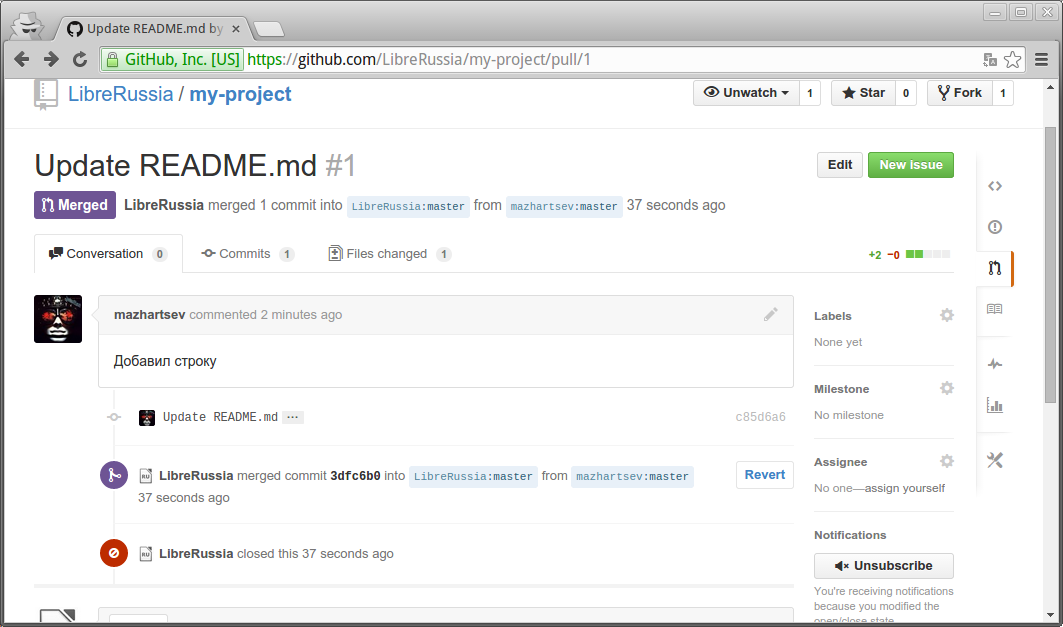 Update README.md by
GitHub, Inc. [US] https://github.com/LibreRussia/my-project/pull/1
LibreRussia / my-project
Unwatch 1 Star 0 Fork 1
Update README.md #1
Edit New Issue
Merged LibreRussia merged 1 commit into LibreRussia:master from mazhartsev:master 37 seconds ago
Conversation 0 Commits 1 Files changed 1
+2 −0
mazhartsev commented 2 minutes ago
Добавил строку
Update README.md ... c85d6a6
LibreRussia merged commit 3dfc6b0 into LibreRussia:master from mazhartsev:master
37 seconds ago
Revert
LibreRussia closed this 37 seconds ago
Labels
None yet
Milestone
No milestone
Assignee
No one—assign yourself
Notifications
Unsubscribe
You're receiving notifications
because you modified the
open/close state.